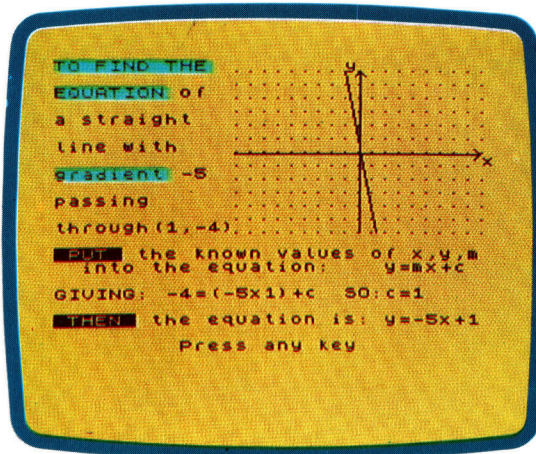 TO FIND THE
EQUATION of
a straight
line with
gradient -5
passing
through(1,-4)
y
x
PUT the known values of x,y,m
into the equation: y=mx+c
GIVING: -4=(-5x1)+c SO:c=1
THEN the equation is: y=-5x+1
Press any key